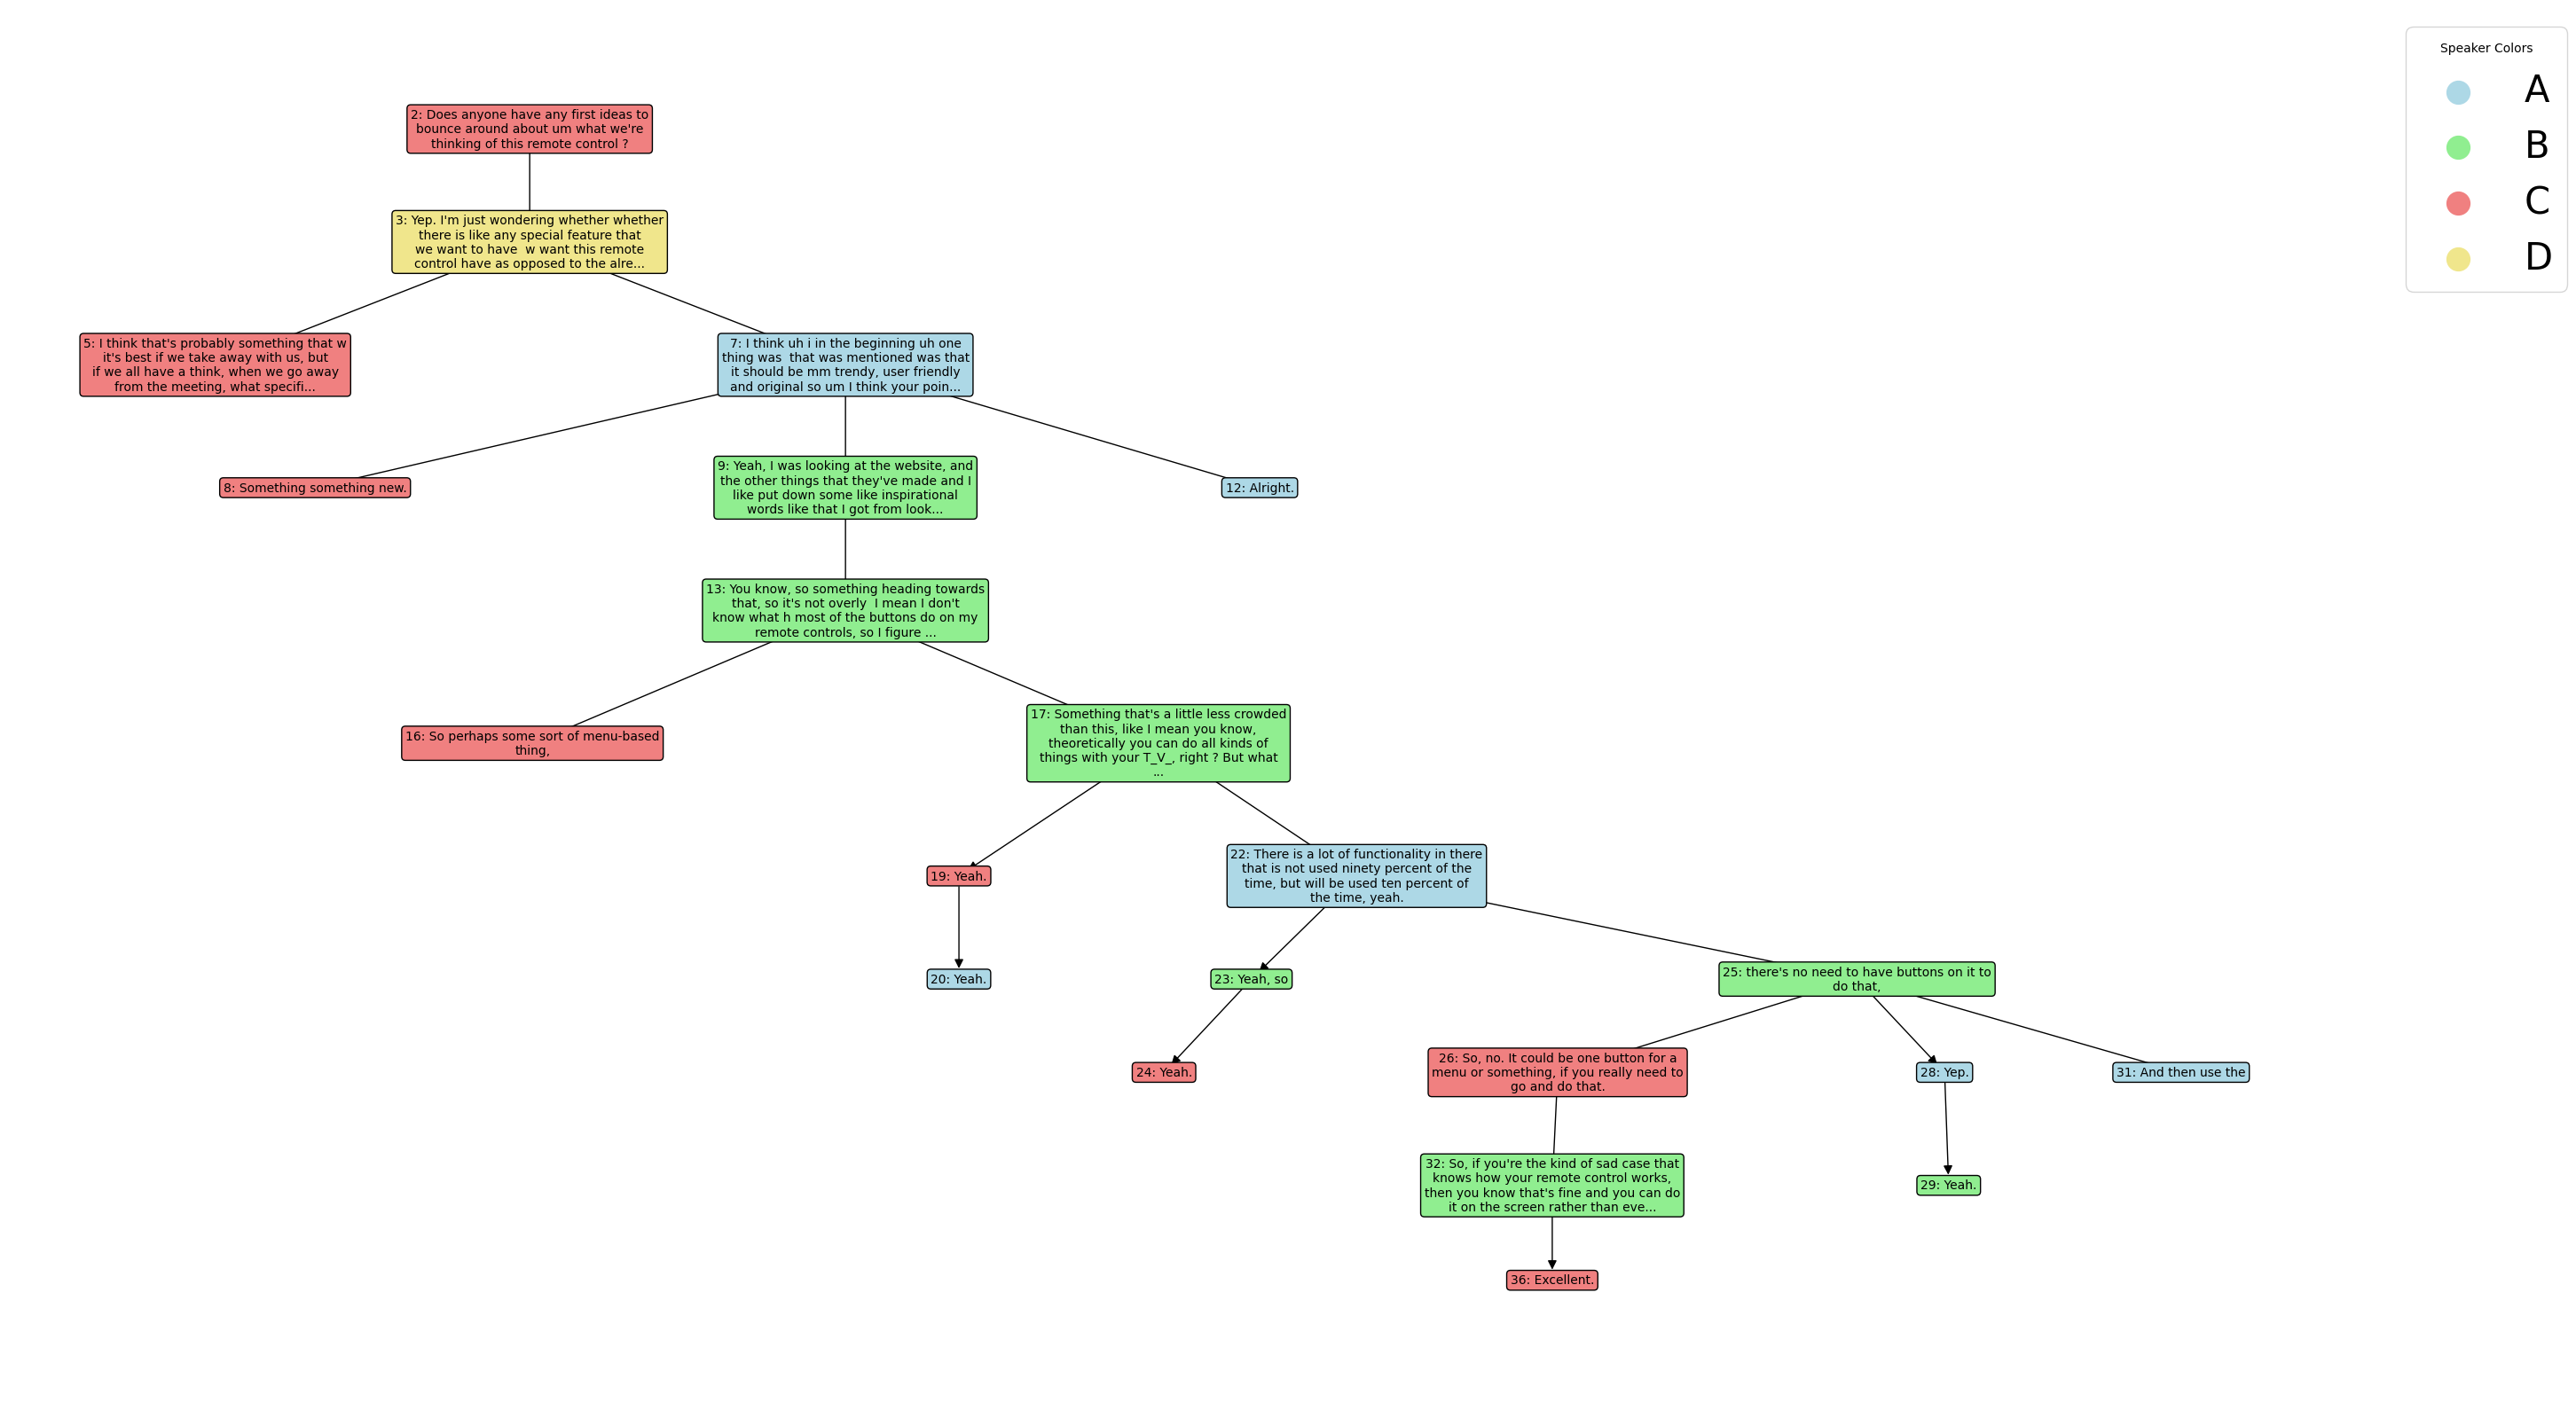 Speaker Colors
A
B
C
D
2: Does anyone have any first ideas to
bounce around about um what we're
thinking of this remote control ?
3: Yep. I'm just wondering whether whether
there is like any special feature that
we want to have  w want this remote
control have as opposed to the alre...
5: I think that's probably something that w
it's best if we take away with us, but
if we all have a think, when we go away
from the meeting, what specifi...
7: I think uh i in the beginning uh one
thing was  that was mentioned was that
it should be mm trendy, user friendly
and original so um I think your poin...
8: Something something new.
9: Yeah, I was looking at the website, and
the other things that they've made and I
like put down some like inspirational
words like that I got from look...
12: Alright.
13: You know, so something heading towards
that, so it's not overly  I mean I don't
know what h most of the buttons do on my
remote controls, so I figure ...
16: So perhaps some sort of menu-based
thing,
17: Something that's a little less crowded
than this, like I mean you know,
theoretically you can do all kinds of
things with your T_V_, right ? But what
...
19: Yeah.
22: There is a lot of functionality in there
that is not used ninety percent of the
time, but will be used ten percent of
the time, yeah.
20: Yeah.
23: Yeah, so
25: there's no need to have buttons on it to
do that,
24: Yeah.
26: So, no. It could be one button for a
menu or something, if you really need to
go and do that.
28: Yep.
31: And then use the
32: So, if you're the kind of sad case that
knows how your remote control works,
then you know that's fine and you can do
it on the screen rather than eve...
29: Yeah.
36: Excellent.